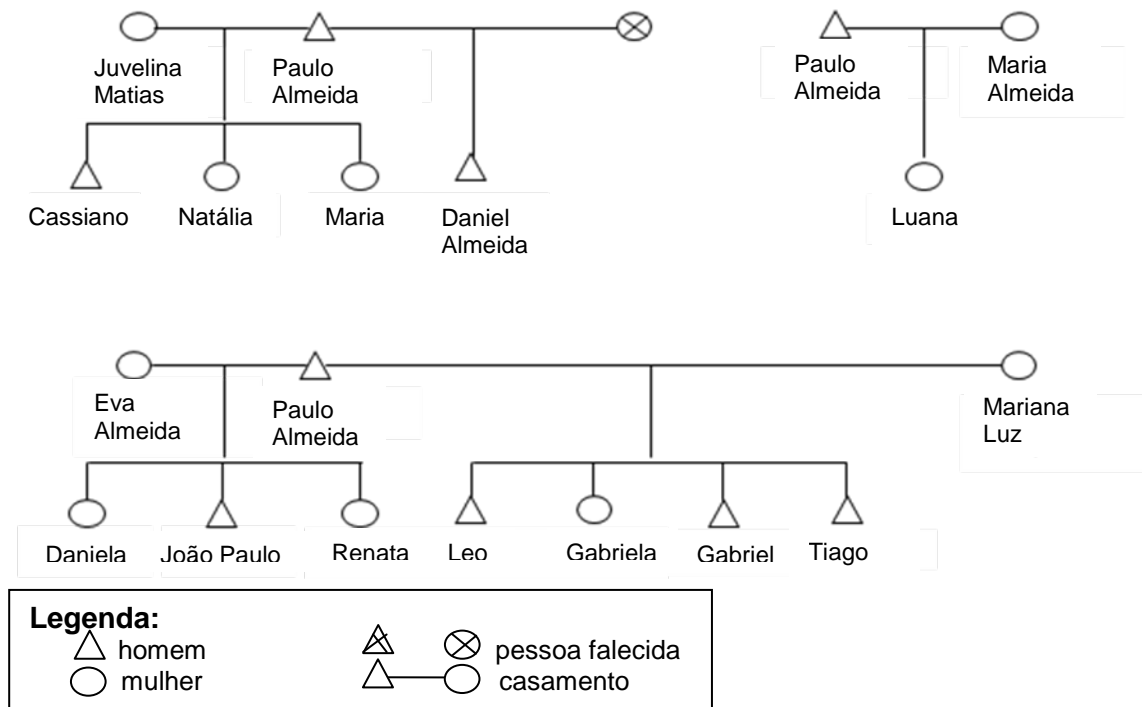 Juvelina
Matias
Paulo
Almeida
Paulo
Almeida
Maria
Almeida
Cassiano
Natália
Maria
Daniel
Almeida
Luana
Eva
Almeida
Paulo
Almeida
Mariana
Luz
Daniela
João Paulo
Renata
Leo
Gabriela
Gabriel
Tiago
Legenda:
homem
pessoa falecida
mulher
casamento